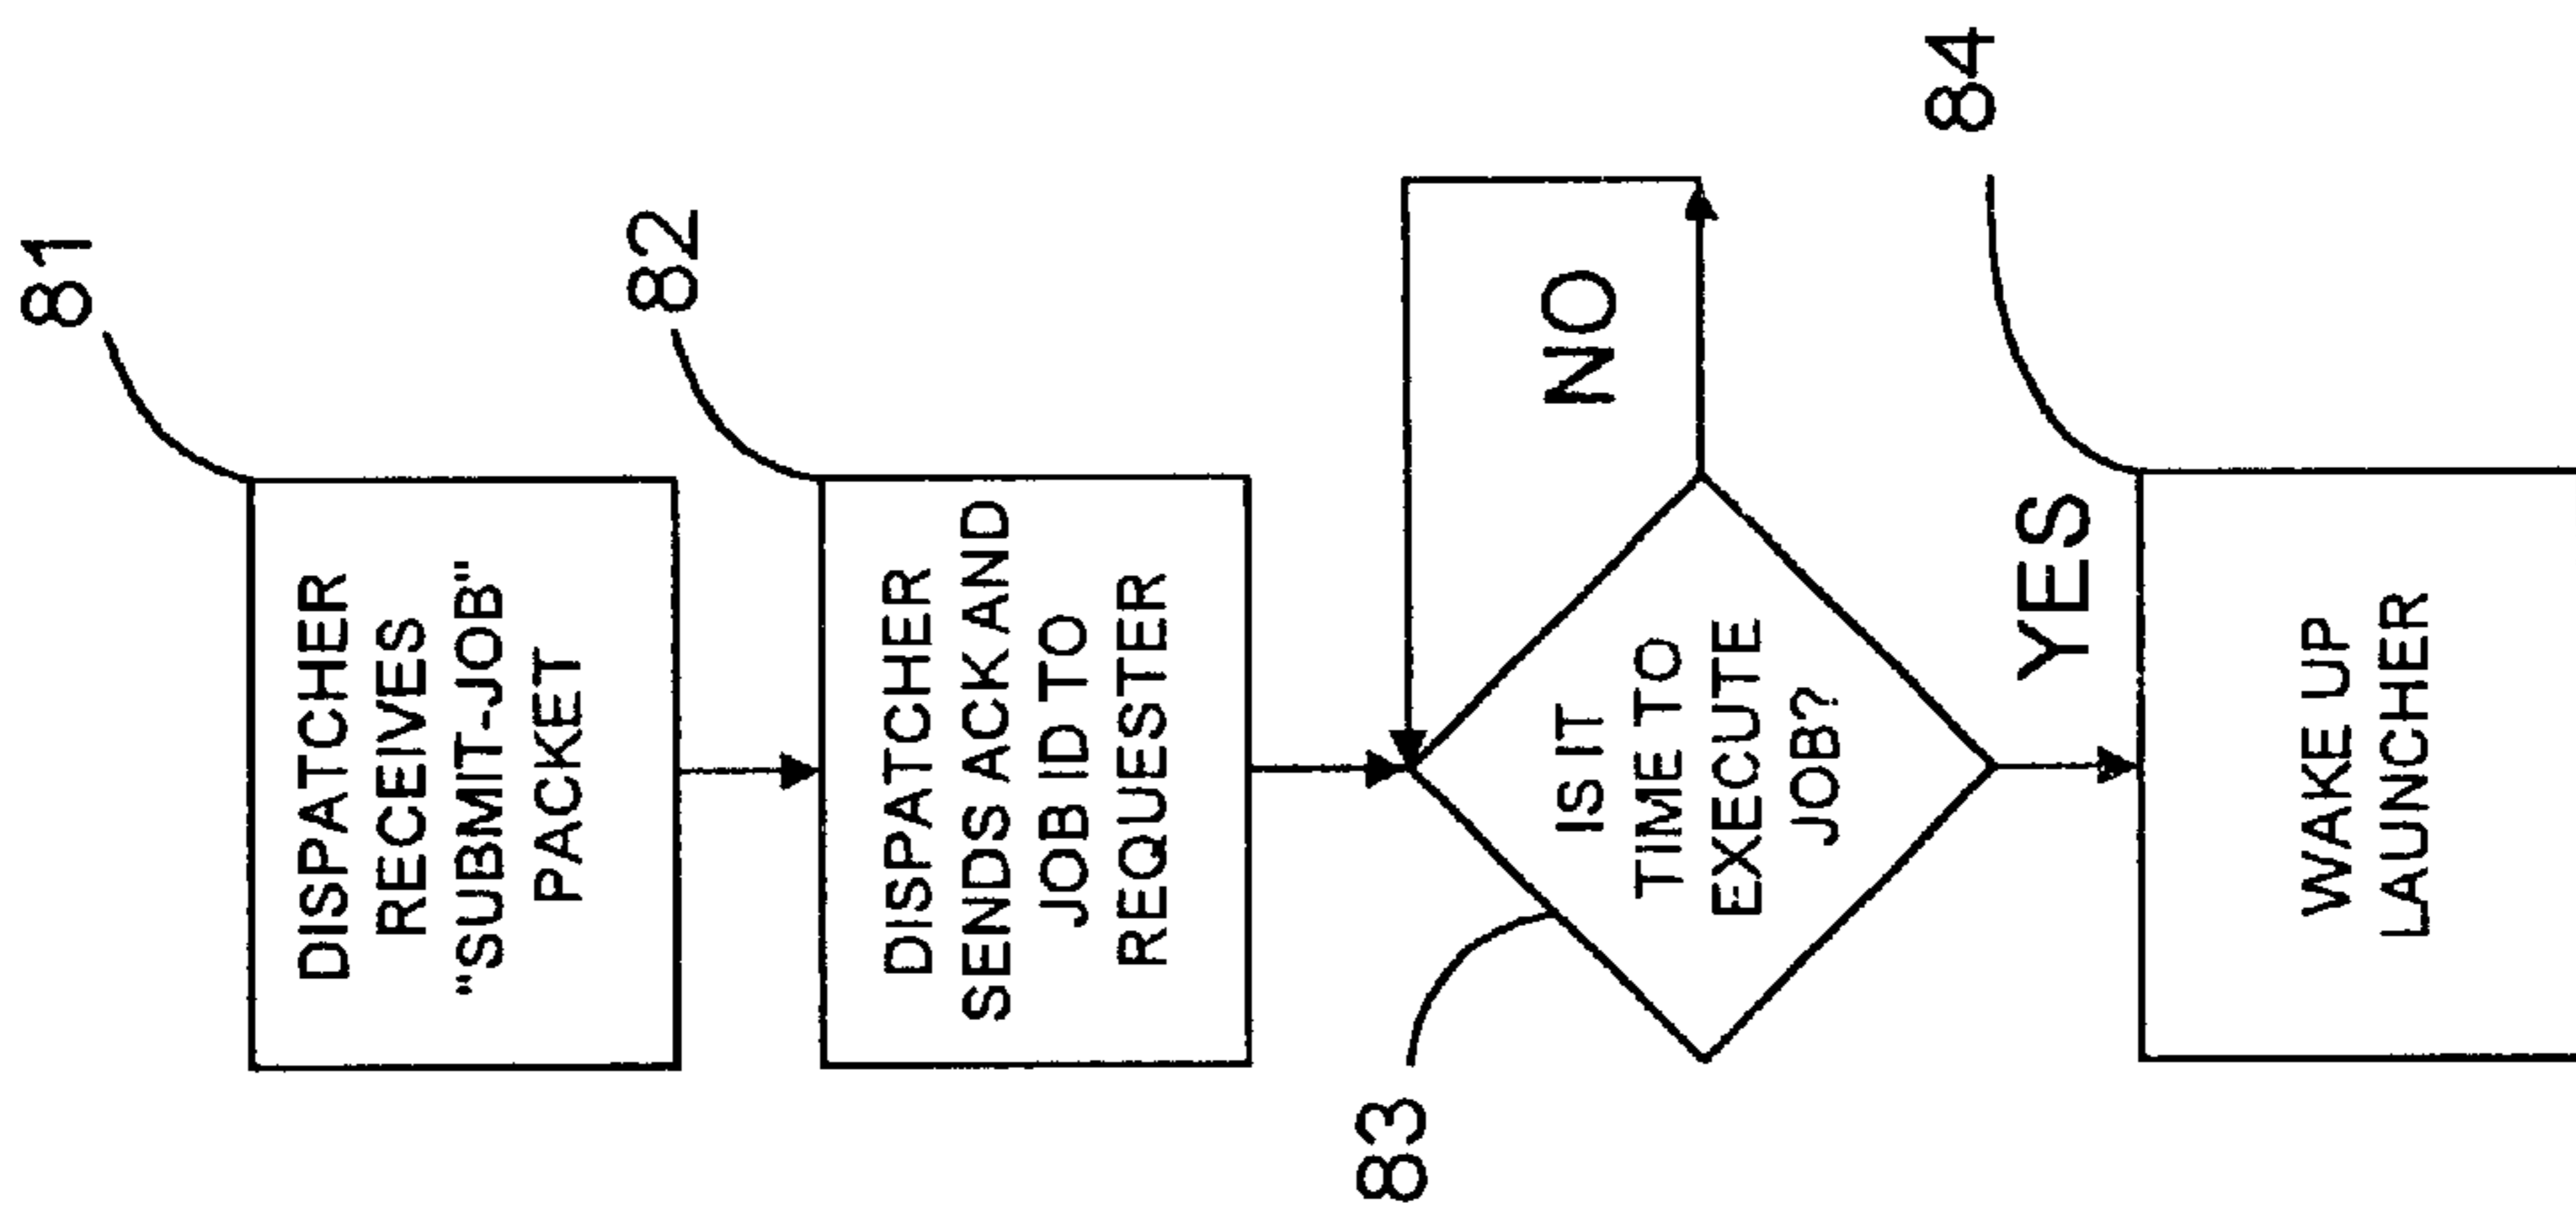 81
DISPATCHER
RECEIVES
"SUBMIT-JOB"
PACKET
82
DISPATCHER
SENDS ACK AND
JOB ID TO
REQUESTER
83
IS IT
TIME TO
EXECUTE
JOB?
NO
YES
84
WAKE UP
LAUNCHER